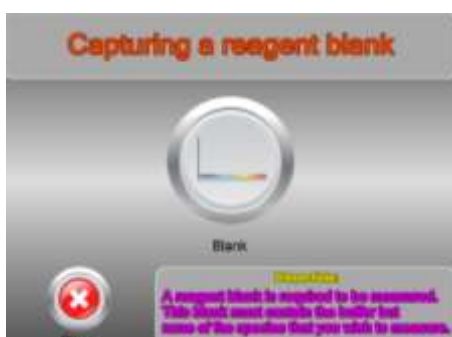 Capturing a reagent blank
Blank
Directions:
A reagent blank is required to be measured.
This blank must contain the buffer but
none of the species that you wish to measure.